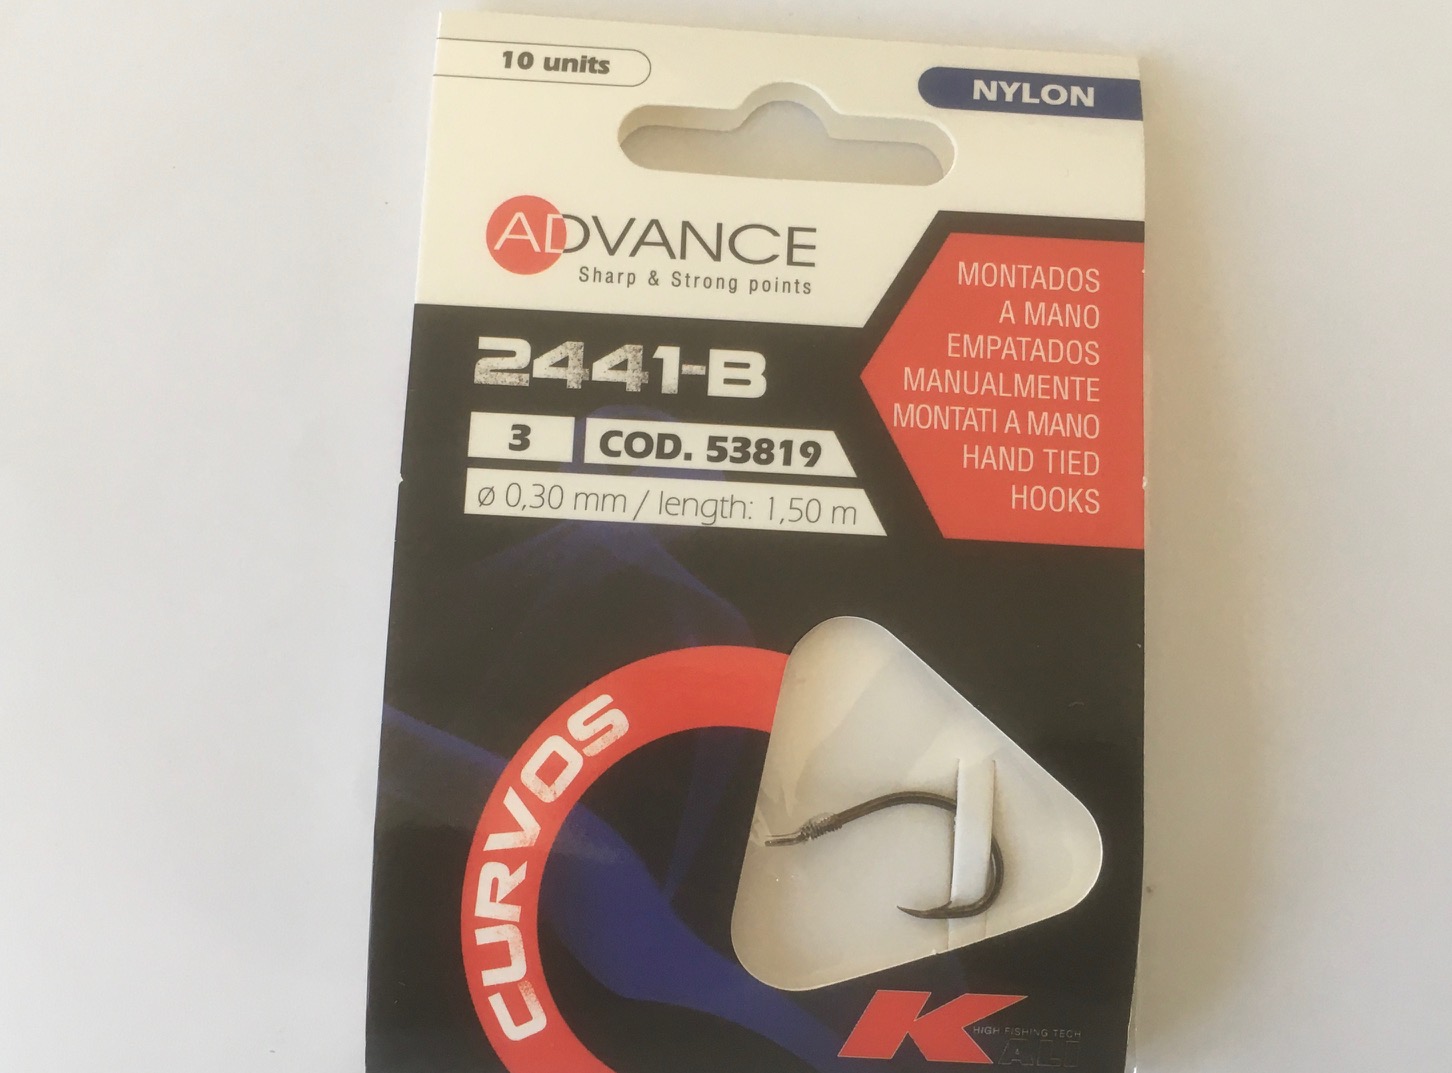 10 units
NYLON
ADVANCE
Sharp & Strong points
MONTADOS
A MANO
EMPATADOS
MANUALMENTE
MONTATI A MANO
HAND TIED
HOOKS
2441-B
3
COD. 53819
ø 0,30 mm / length: 1,50 m
CURVOS
K
HIGH FISHING TECH